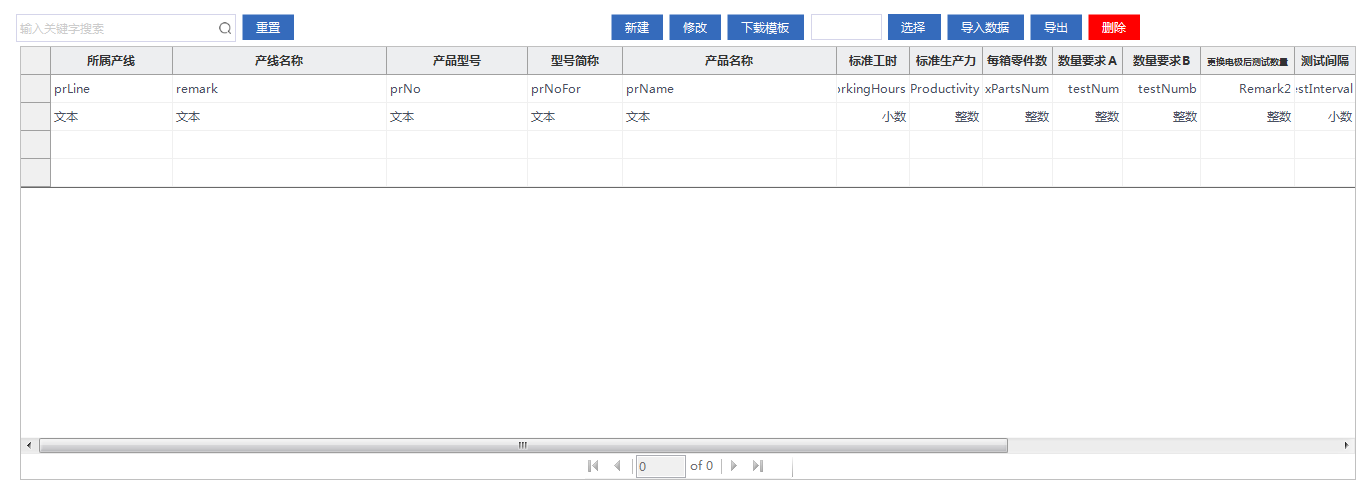 输入关键字搜索 重置 新建 修改 下载模板 选择 导入数据 导出 删除
所属产线 产线名称 产品型号 型号简称 产品名称 标准工时 标准生产力 每箱零件数 数量要求A 数量要求B 更换电极后测试数量 测试间隔
prLine remark prNo prNoFor prName orkingHours Productivity xPartsNum testNum testNumb Remark2 estInterval
文本 文本 文本 文本 文本 小数 整数 整数 整数 整数 整数 小数
0 of 0